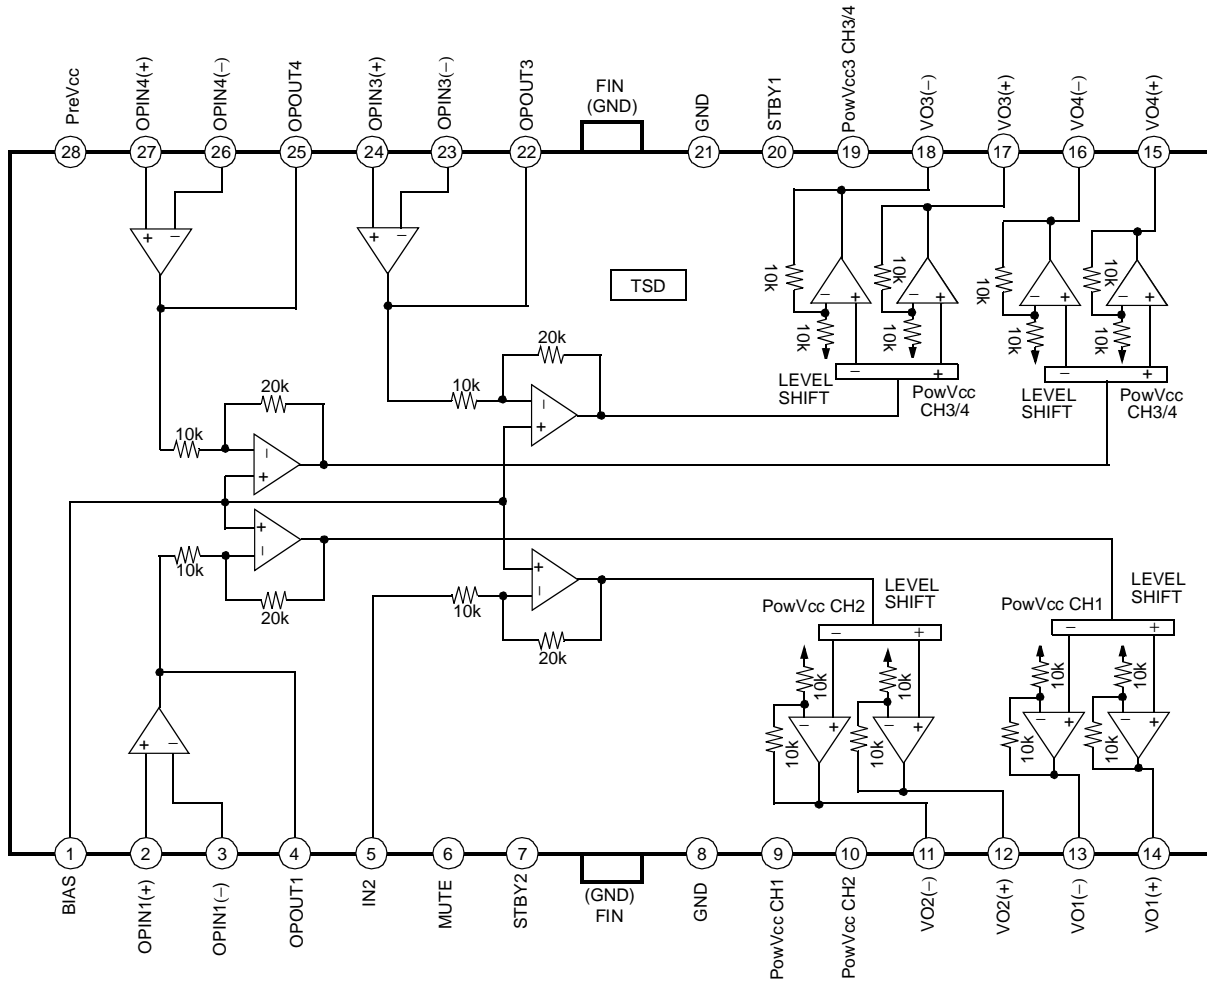 PreVcc
OPIN4(+)
OPIN4(−)
OPOUT4
OPIN3(+)
OPIN3(−)
OPOUT3
FIN
(GND)
GND
STBY1
PowVcc3 CH3/4
VO3(−)
VO3(+)
VO4(−)
VO4(+)
28
27
26
25
24
23
22
21
20
19
18
17
16
15
+
−
+
−
TSD
10k
10k
10k
10k
−
+
−
+
−
+
−
+
10k
10k
10k
10k
−
+
−
+
LEVEL
SHIFT
PowVcc
CH3/4
LEVEL
SHIFT
PowVcc
CH3/4
20k
10k
−
+
20k
10k
−
+
+
−
10k
20k
+
−
10k
20k
PowVcc CH2
LEVEL
SHIFT
−
+
PowVcc CH1
LEVEL
SHIFT
−
+
10k
10k
10k
10k
−
+
−
+
−
+
−
+
10k
10k
10k
10k
+
−
1
2
3
4
5
6
7
8
9
10
11
12
13
14
BIAS
OPIN1(+)
OPIN1(−)
OPOUT1
IN2
MUTE
STBY2
(GND)
FIN
GND
PowVcc CH1
PowVcc CH2
VO2(−)
VO2(+)
VO1(−)
VO1(+)